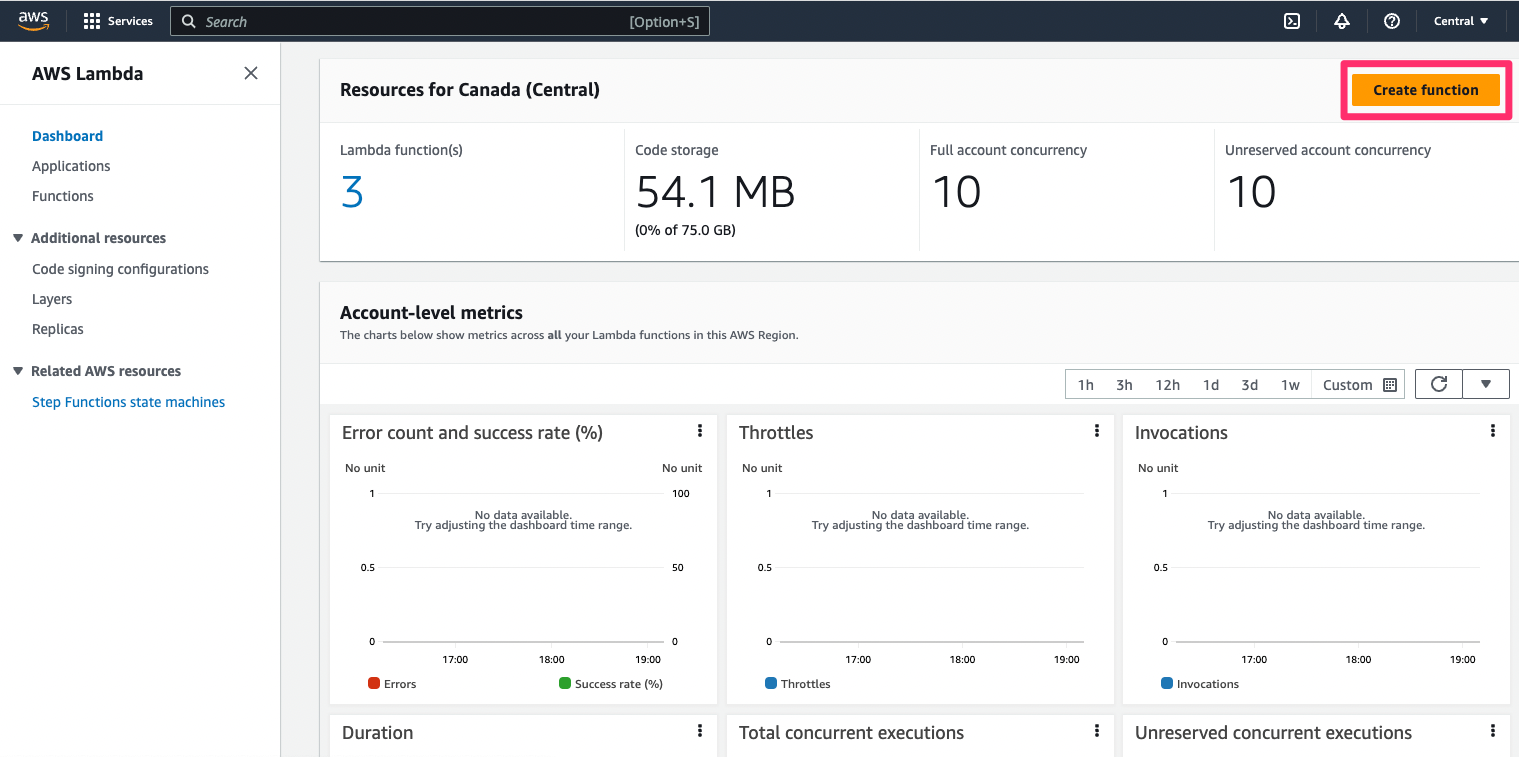 aws
Services
Search
[Option+S]
Central
AWS Lambda
Dashboard
Applications
Functions
Additional resources
Code signing configurations
Layers
Replicas
Related AWS resources
Step Functions state machines
Resources for Canada (Central)
Create function
Lambda function(s)
3
Code storage
54.1 MB
(0% of 75.0 GB)
Full account concurrency
10
Unreserved account concurrency
10
Account-level metrics
The charts below show metrics across all your Lambda functions in this AWS Region.
1h 3h 12h 1d 3d 1w Custom
Error count and success rate (%)
No unit No unit
1 100
No data available.
Try adjusting the dashboard time range.
0.5 50
0 0
17:00 18:00 19:00
Errors Success rate (%)
Throttles
No unit
1
No data available.
Try adjusting the dashboard time range.
0.5
0
17:00 18:00 19:00
Throttles
Invocations
No unit
1
No data available.
Try adjusting the dashboard time range.
0.5
0
17:00 18:00 19:00
Invocations
Duration
Total concurrent executions
Unreserved concurrent executions